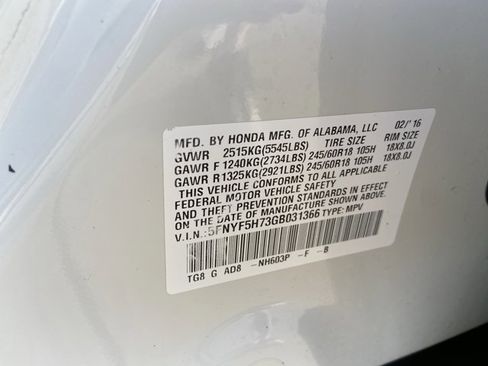 MFD. BY HONDA MFG. OF ALABAMA, LLC 02/'16
GVWR 2515KG(5545LBS) TIRE SIZE RIM SIZE
GAWR F 1240KG(2734LBS) 245/60R18 105H 18X8.0J
GAWR R 1325KG(2921LBS) 245/60R18 105H 18X8.0J
THIS VEHICLE CONFORMS TO ALL APPLICABLE
FEDERAL MOTOR VEHICLE SAFETY
AND THEFT PREVENTION STANDARDS IN EFFECT
ON THE DATE OF MANUFACTURE SHOWN ABOVE.
V.I.N.: 5FNYF5H73GB031366 TYPE: MPV
TG8 G AD8 -NH603P -F -B